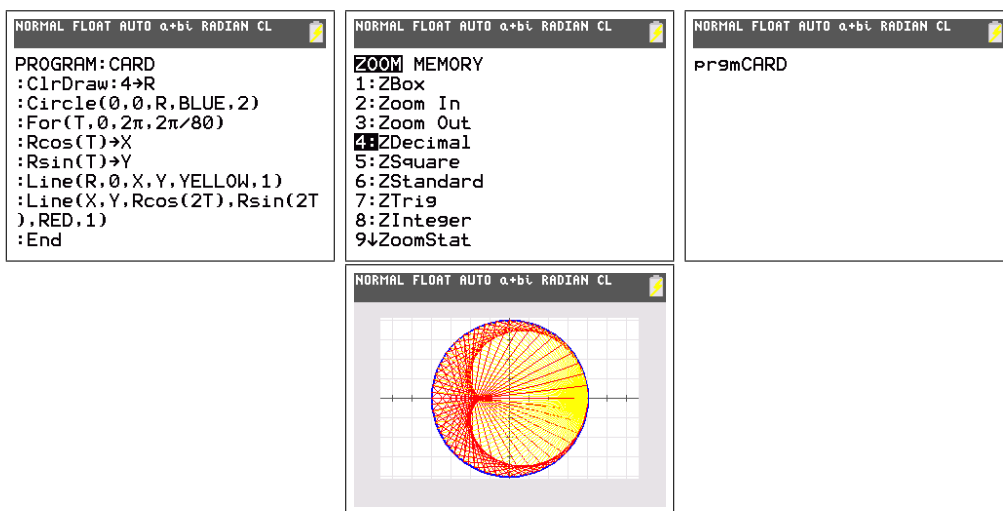 NORMAL FLOAT AUTO a+bi RADIAN CL
PROGRAM:CARD
:ClrDraw:4→R
:Circle(0,0,R,BLUE,2)
:For(T,0,2π,2π/80)
:Rcos(T)→X
:Rsin(T)→Y
:Line(R,0,X,Y,YELLOW,1)
:Line(X,Y,Rcos(2T),Rsin(2T
),RED,1)
:End
NORMAL FLOAT AUTO a+bi RADIAN CL
ZOOM MEMORY
1:ZBox
2:Zoom In
3:Zoom Out
4:ZDecimal
5:ZSquare
6:ZStandard
7:ZTrig
8:ZInteger
9↓ZoomStat
NORMAL FLOAT AUTO a+bi RADIAN CL
prgmCARD
NORMAL FLOAT AUTO a+bi RADIAN CL